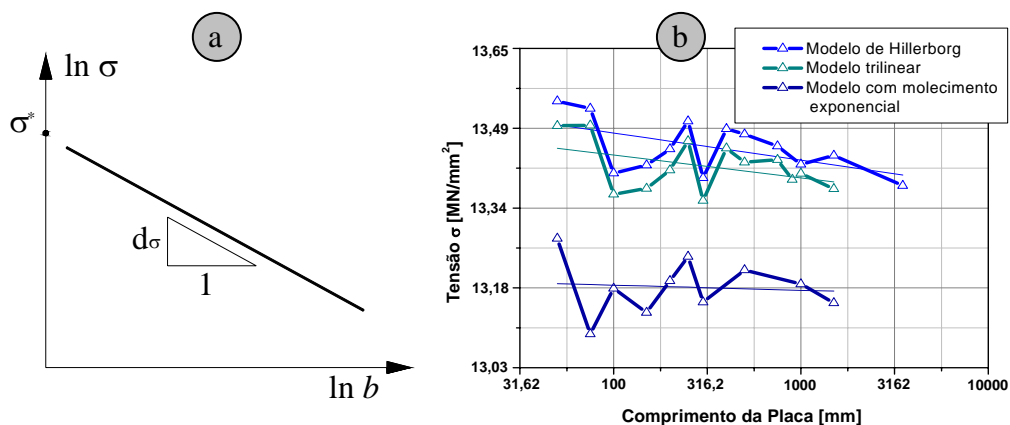 a
ln σ
σ*
dσ
1
ln b
b
Modelo de Hillerborg
Modelo trilinear
Modelo com molecimento
exponencial
Tensão σ [MN/mm²]
13,65
13,49
13,34
13,18
13,03
31,62
100
316,2
1000
3162
10000
Comprimento da Placa [mm]